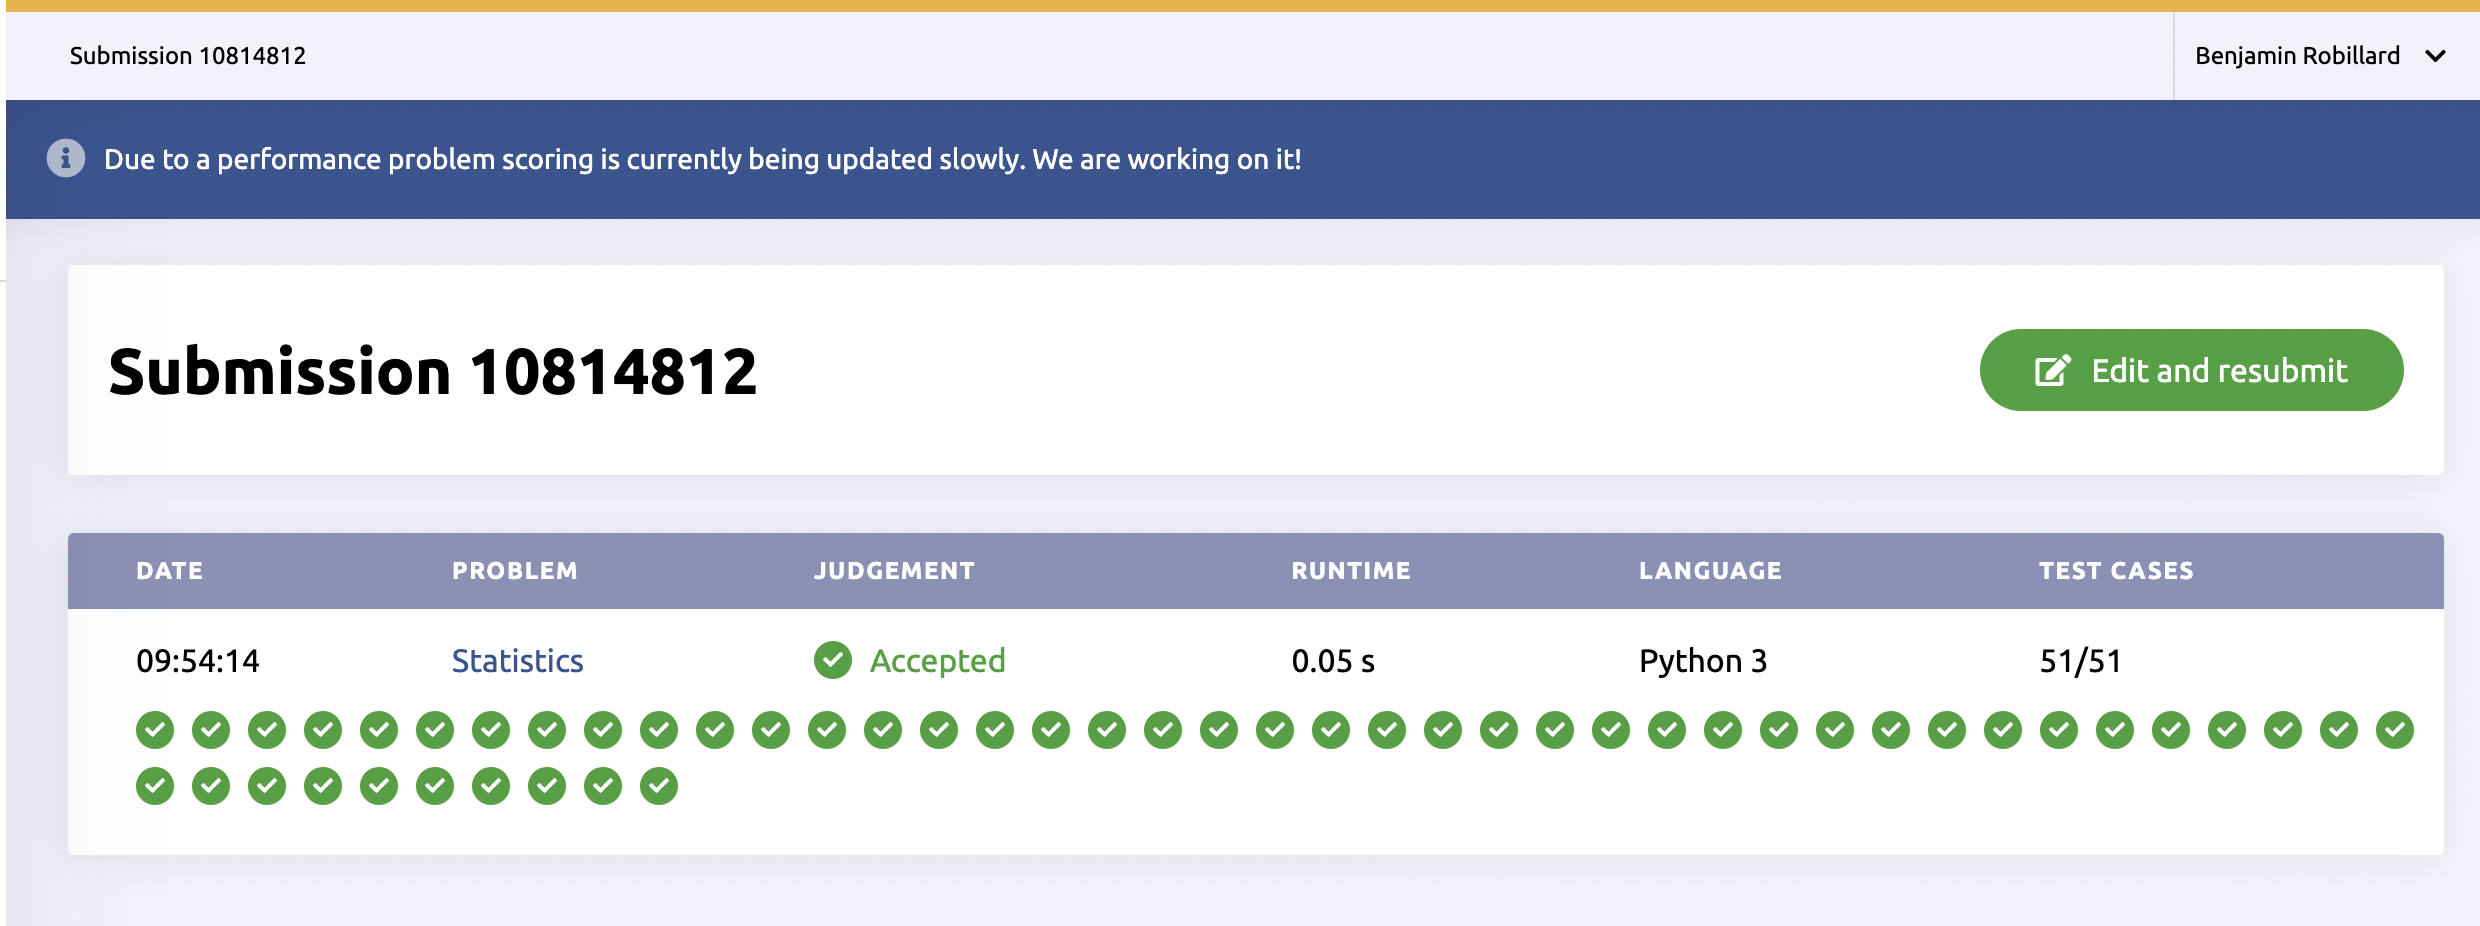 Submission 10814812
Benjamin Robillard
Due to a performance problem scoring is currently being updated slowly. We are working on it!
Submission 10814812
Edit and resubmit
DATE PROBLEM JUDGEMENT RUNTIME LANGUAGE TEST CASES
09:54:14 Statistics Accepted 0.05 s Python 3 51/51